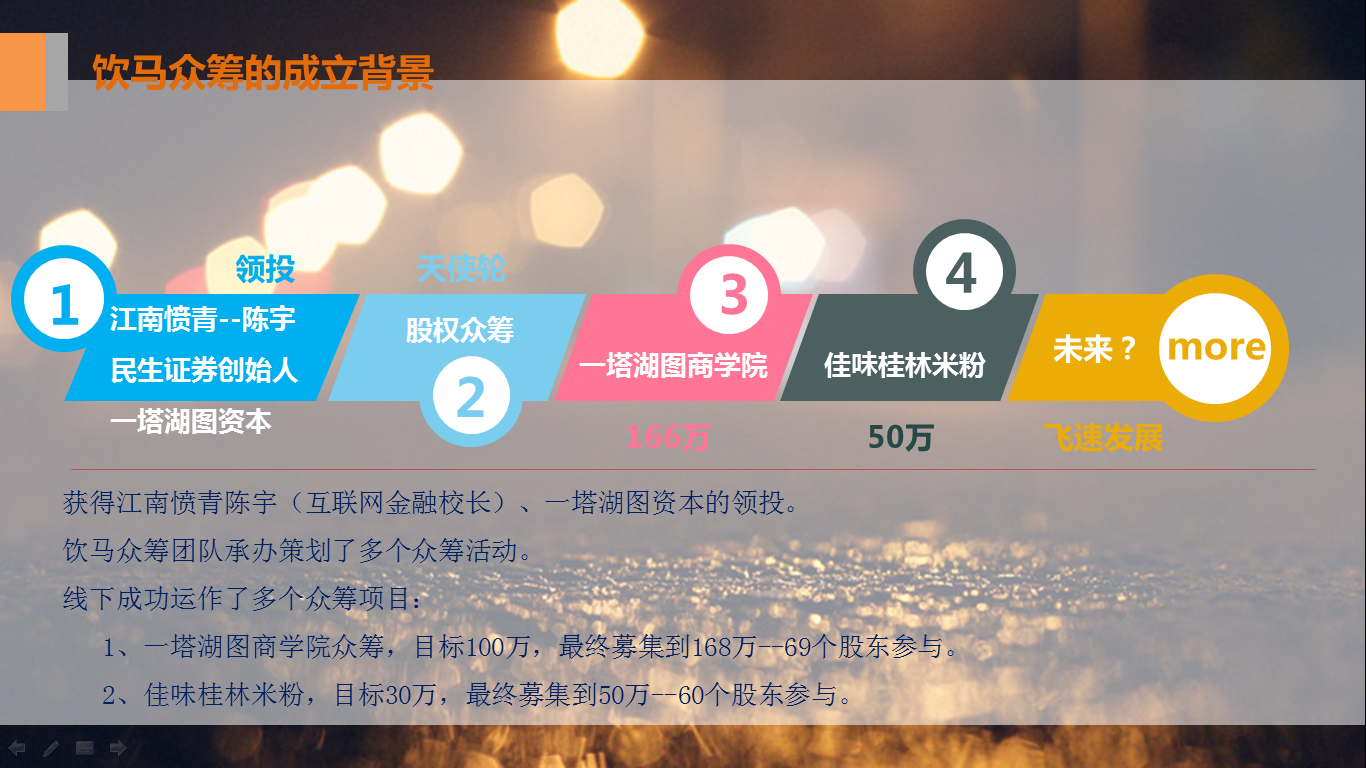 饮马众筹的成立背景
领投
天使轮
1
江南愤青--陈宇
民生证券创始人
一塔湖图资本
股权众筹
2
3
一塔湖图商学院
166万
4
佳味桂林米粉
50万
未来？
more
飞速发展
获得江南愤青陈宇（互联网金融校长）、一塔湖图资本的领投。
饮马众筹团队承办策划了多个众筹活动。
线下成功运作了多个众筹项目：
1、一塔湖图商学院众筹，目标100万，最终募集到168万--69个股东参与。
2、佳味桂林米粉，目标30万，最终募集到50万--60个股东参与。